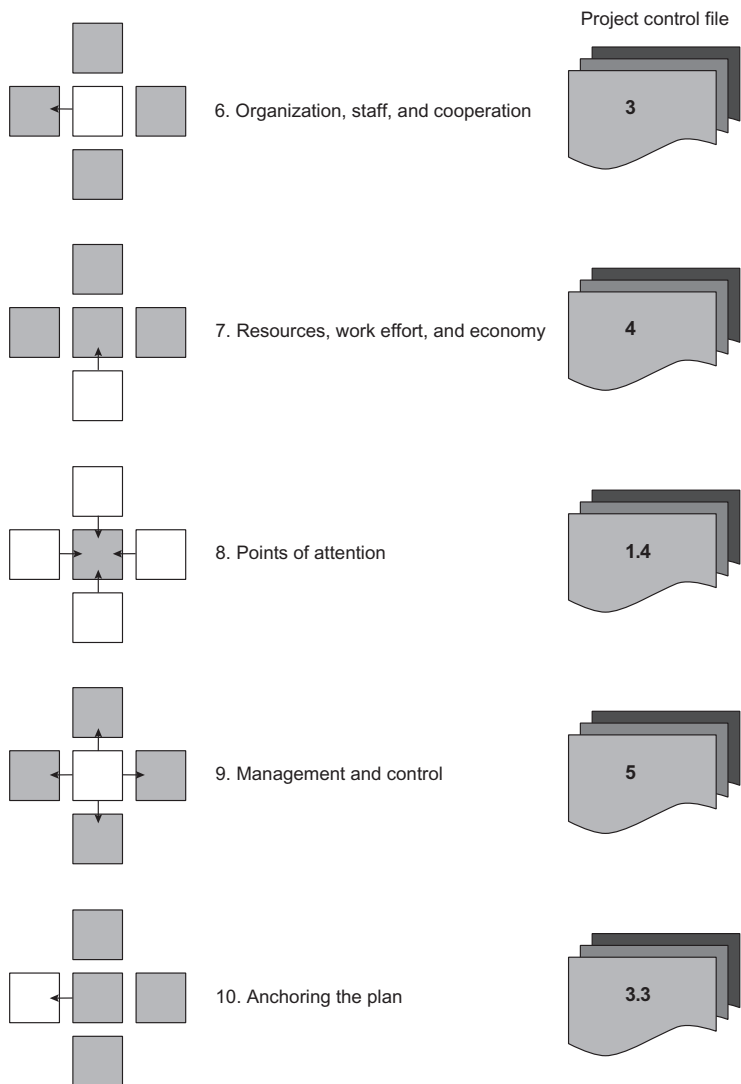 Project control file
6. Organization, staff, and cooperation
3
7. Resources, work effort, and economy
4
8. Points of attention
1.4
9. Management and control
5
10. Anchoring the plan
3.3